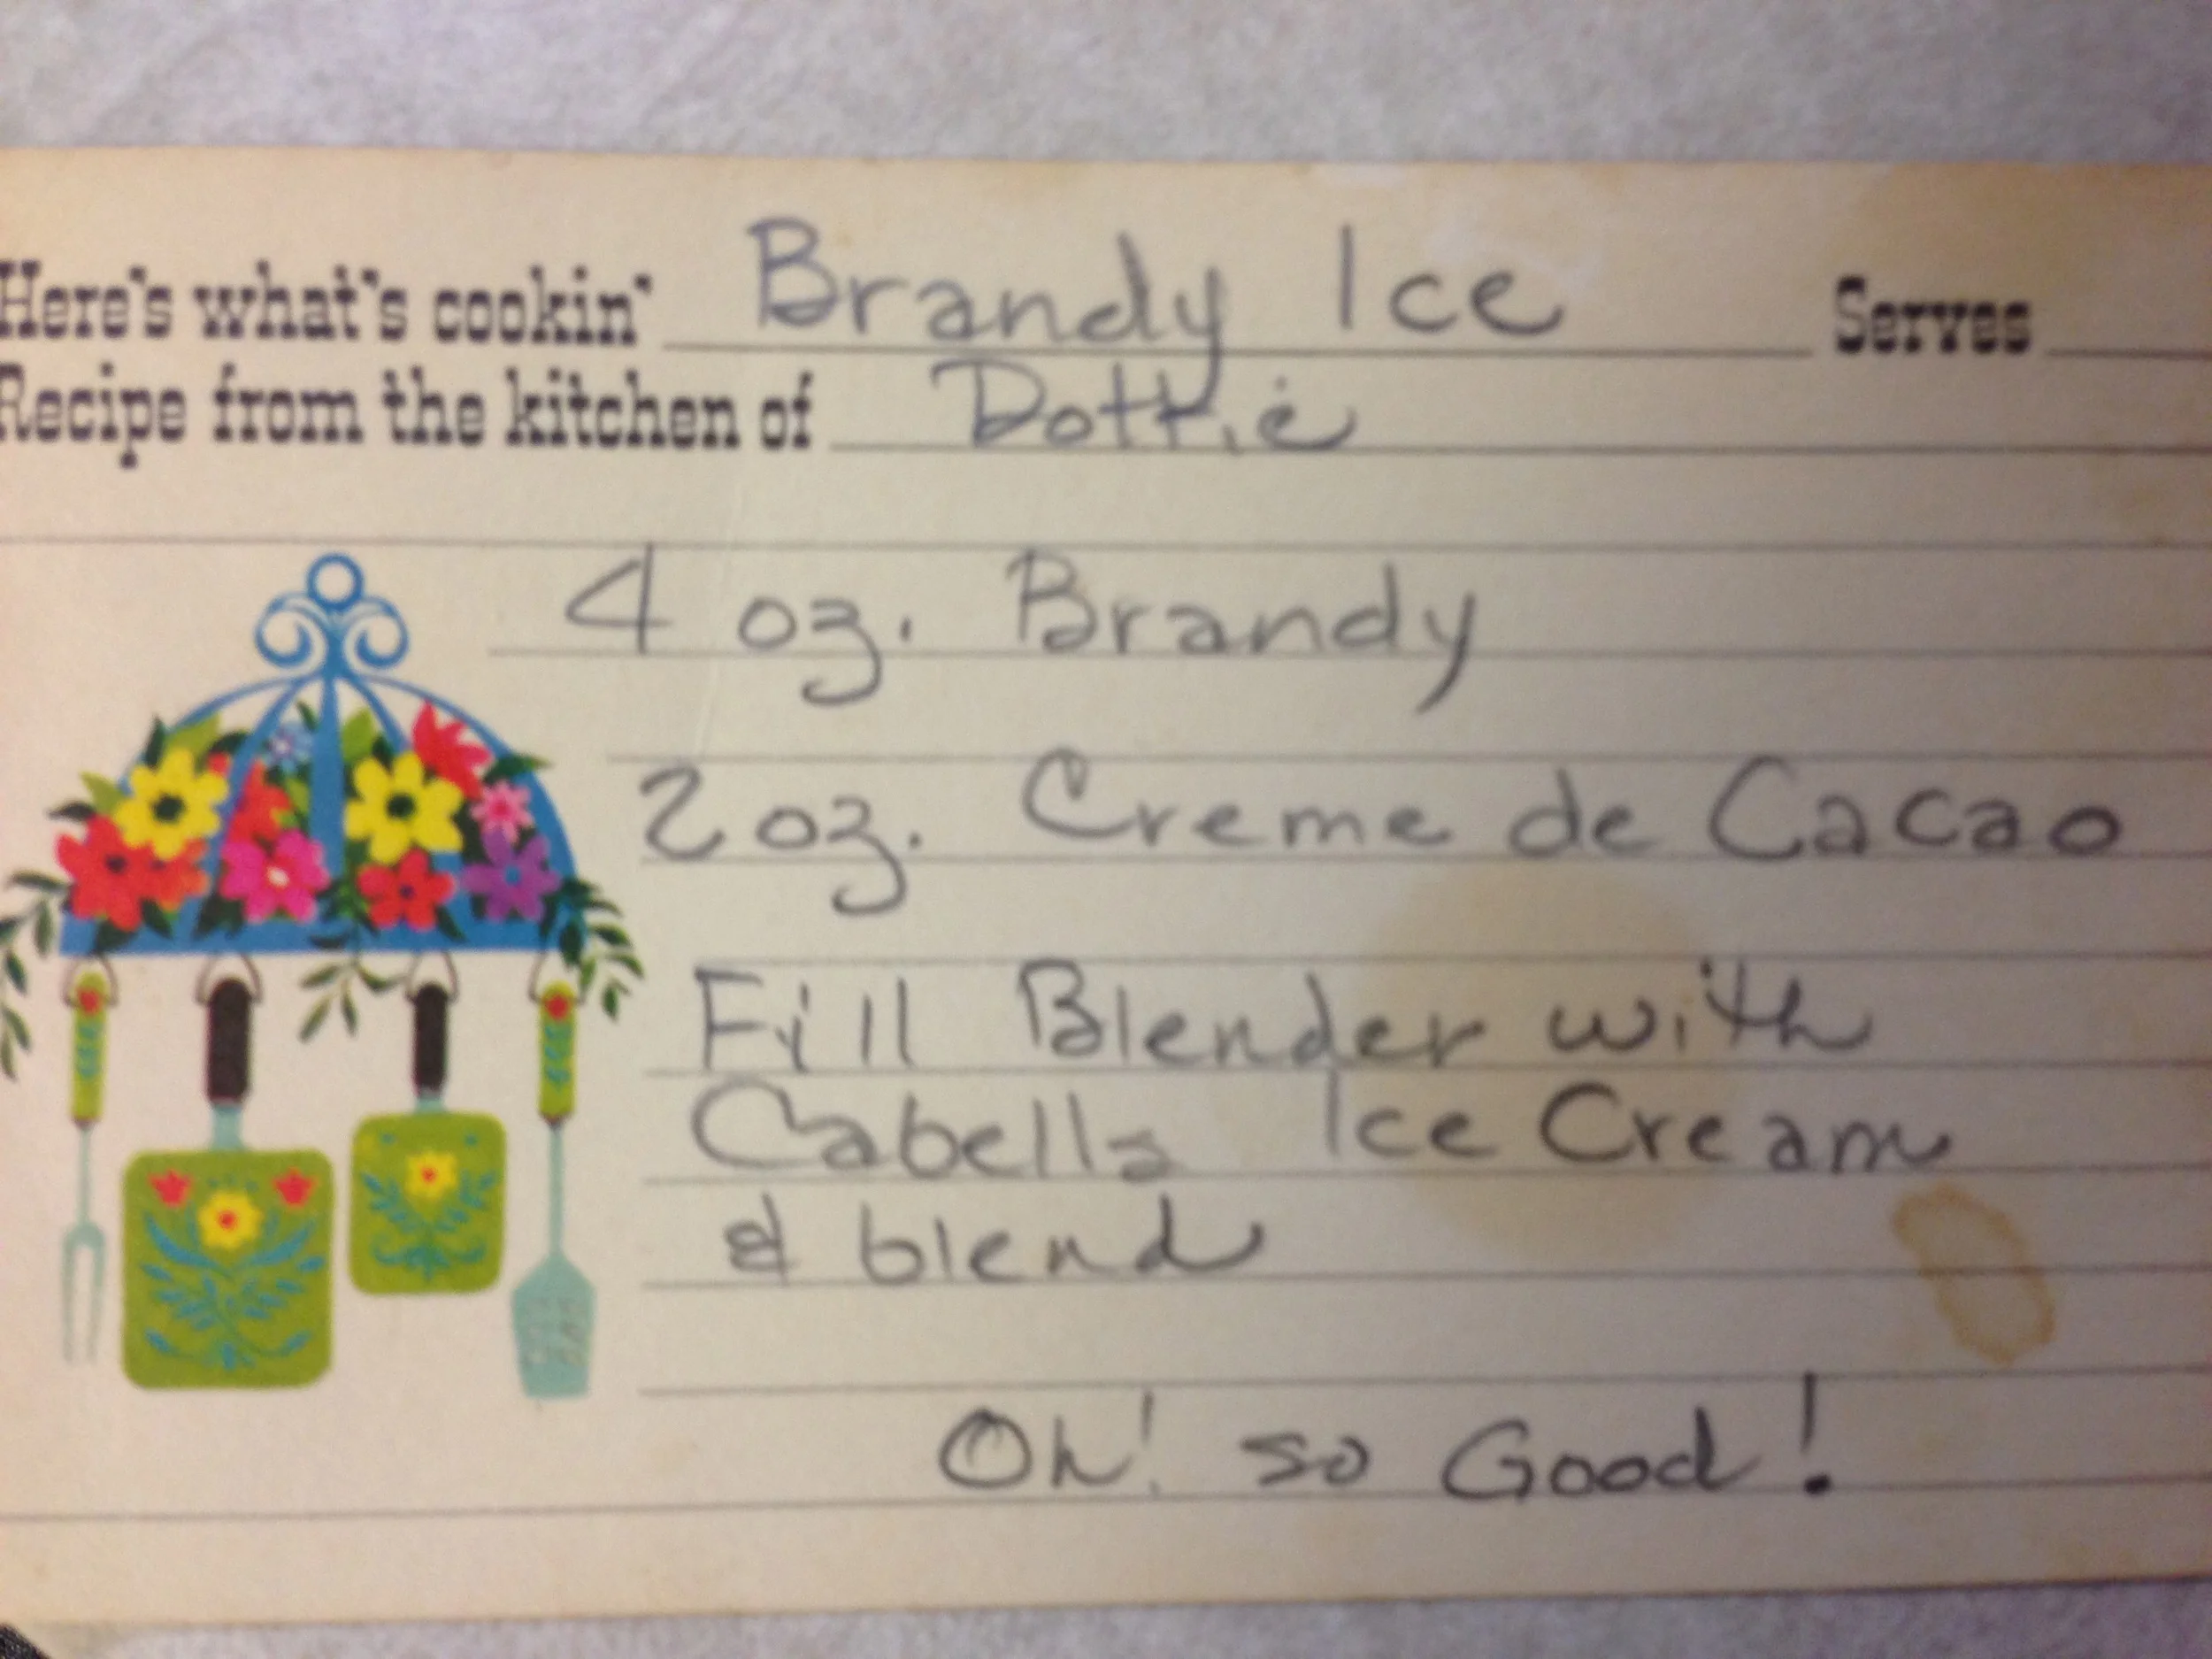 Here's what's cookin' Brandy Ice Serves
Recipe from the kitchen of Dottie
4 oz. Brandy
2 oz. Creme de Cacao
Fill Blender with
Cabells Ice Cream
& blend
Oh! so Good!